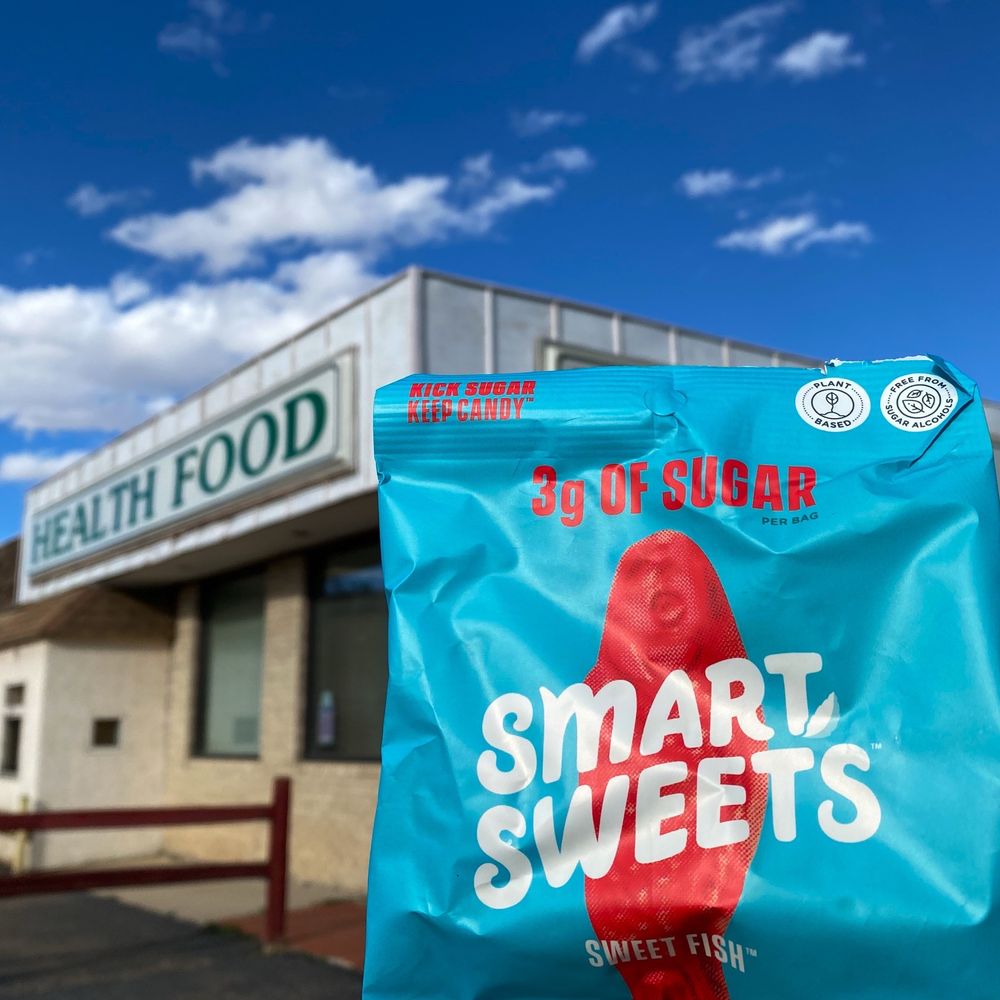 HEALTH FOOD
KICK SUGAR
KEEP CANDY™
PLANT
BASED
FREE FROM
SUGAR ALCOHOLS
3g OF SUGAR
PER BAG
SMART
SWEETS™
SWEET FISH™